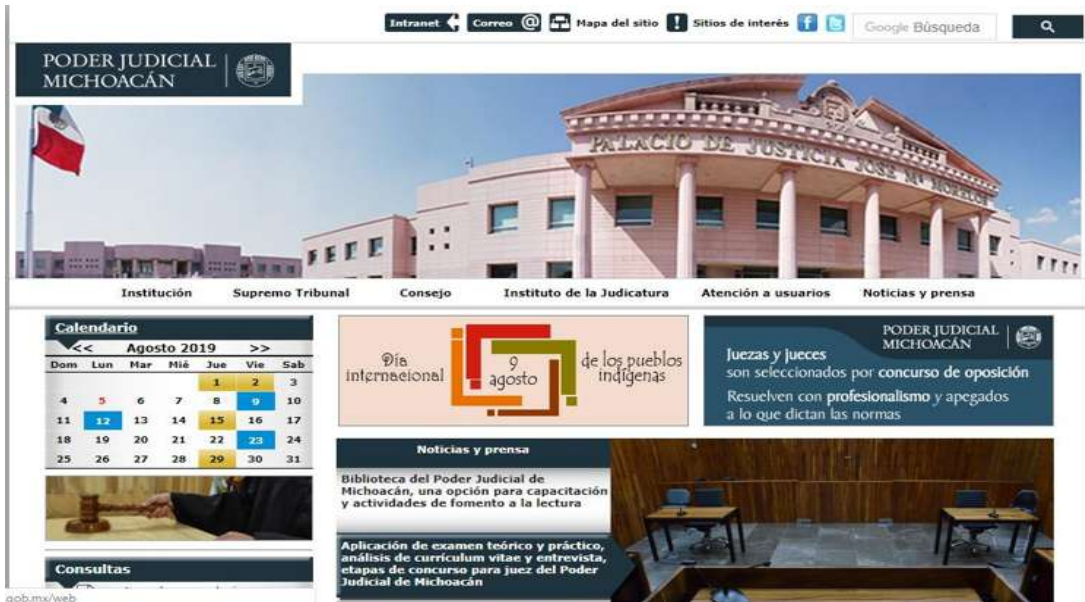 Intranet Correo @ Mapa del sitio ! Sitios de interés Google Búsqueda
PODER JUDICIAL
MICHOACÁN
PALACIO DE JUSTICIA JOSE Mª MORELOS
Institución Supremo Tribunal Consejo Instituto de la Judicatura Atención a usuarios Noticias y prensa
Calendario
<< Agosto 2019 >>
Dom Lun Mar Mié Jue Vie Sab
1 2 3
4 5 6 7 8 9 10
11 12 13 14 15 16 17
18 19 20 21 22 23 24
25 26 27 28 29 30 31
Consultas
Día
internacional
9
agosto
de los pueblos
indígenas
PODER JUDICIAL
MICHOACÁN
Juezas y jueces
son seleccionados por concurso de oposición
Resuelven con profesionalismo y apegados
a lo que dictan las normas
Noticias y prensa
Biblioteca del Poder Judicial de
Michoacán, una opción para capacitación
y actividades de fomento a la lectura
Aplicación de examen teórico y práctico,
análisis de currículum vitae y entrevista,
etapas de concurso para juez del Poder
Judicial de Michoacán
gob.mx/web